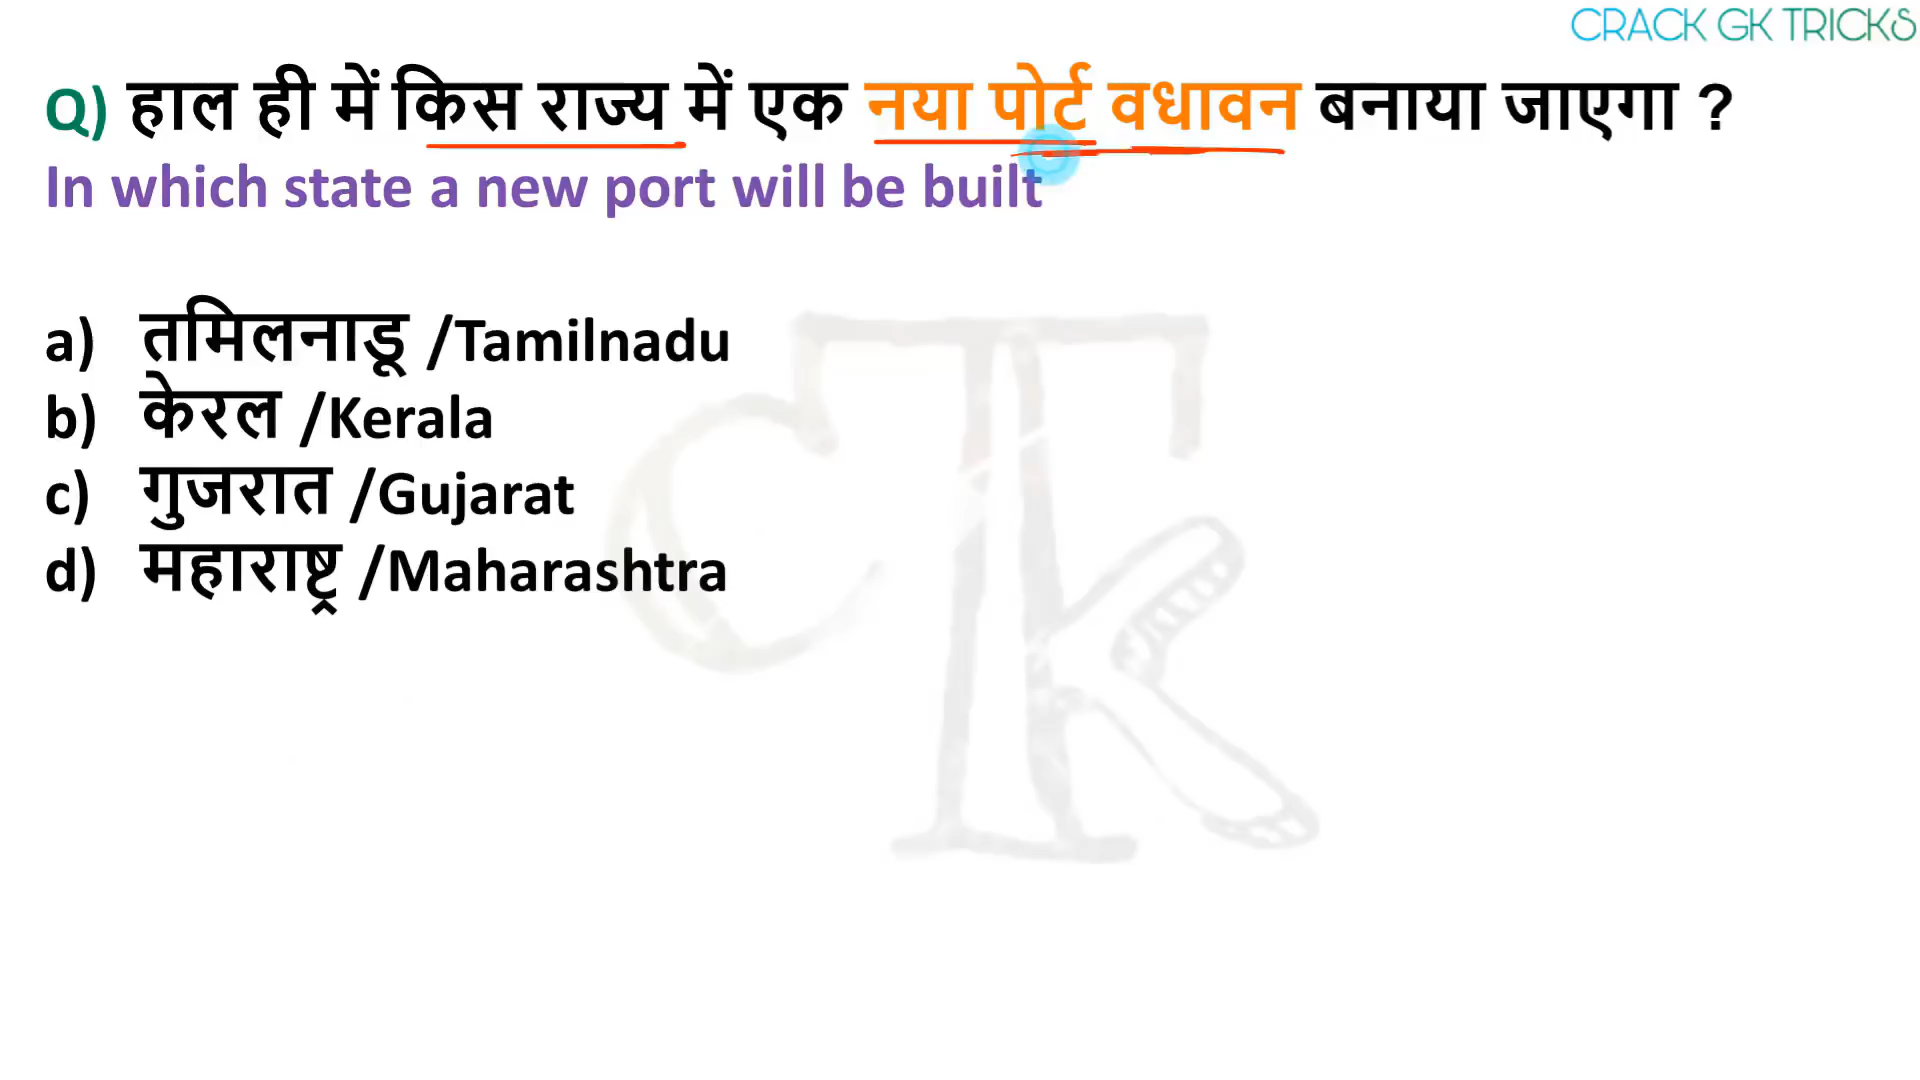 CRACK GK TRICKS
Q) हाल ही में किस राज्य में एक नया पोर्ट वधावन बनाया जाएगा ?
In which state a new port will be built
a) तमिलनाडू /Tamilnadu
b) केरल /Kerala
c) गुजरात /Gujarat
d) महाराष्ट्र /Maharashtra
CTK